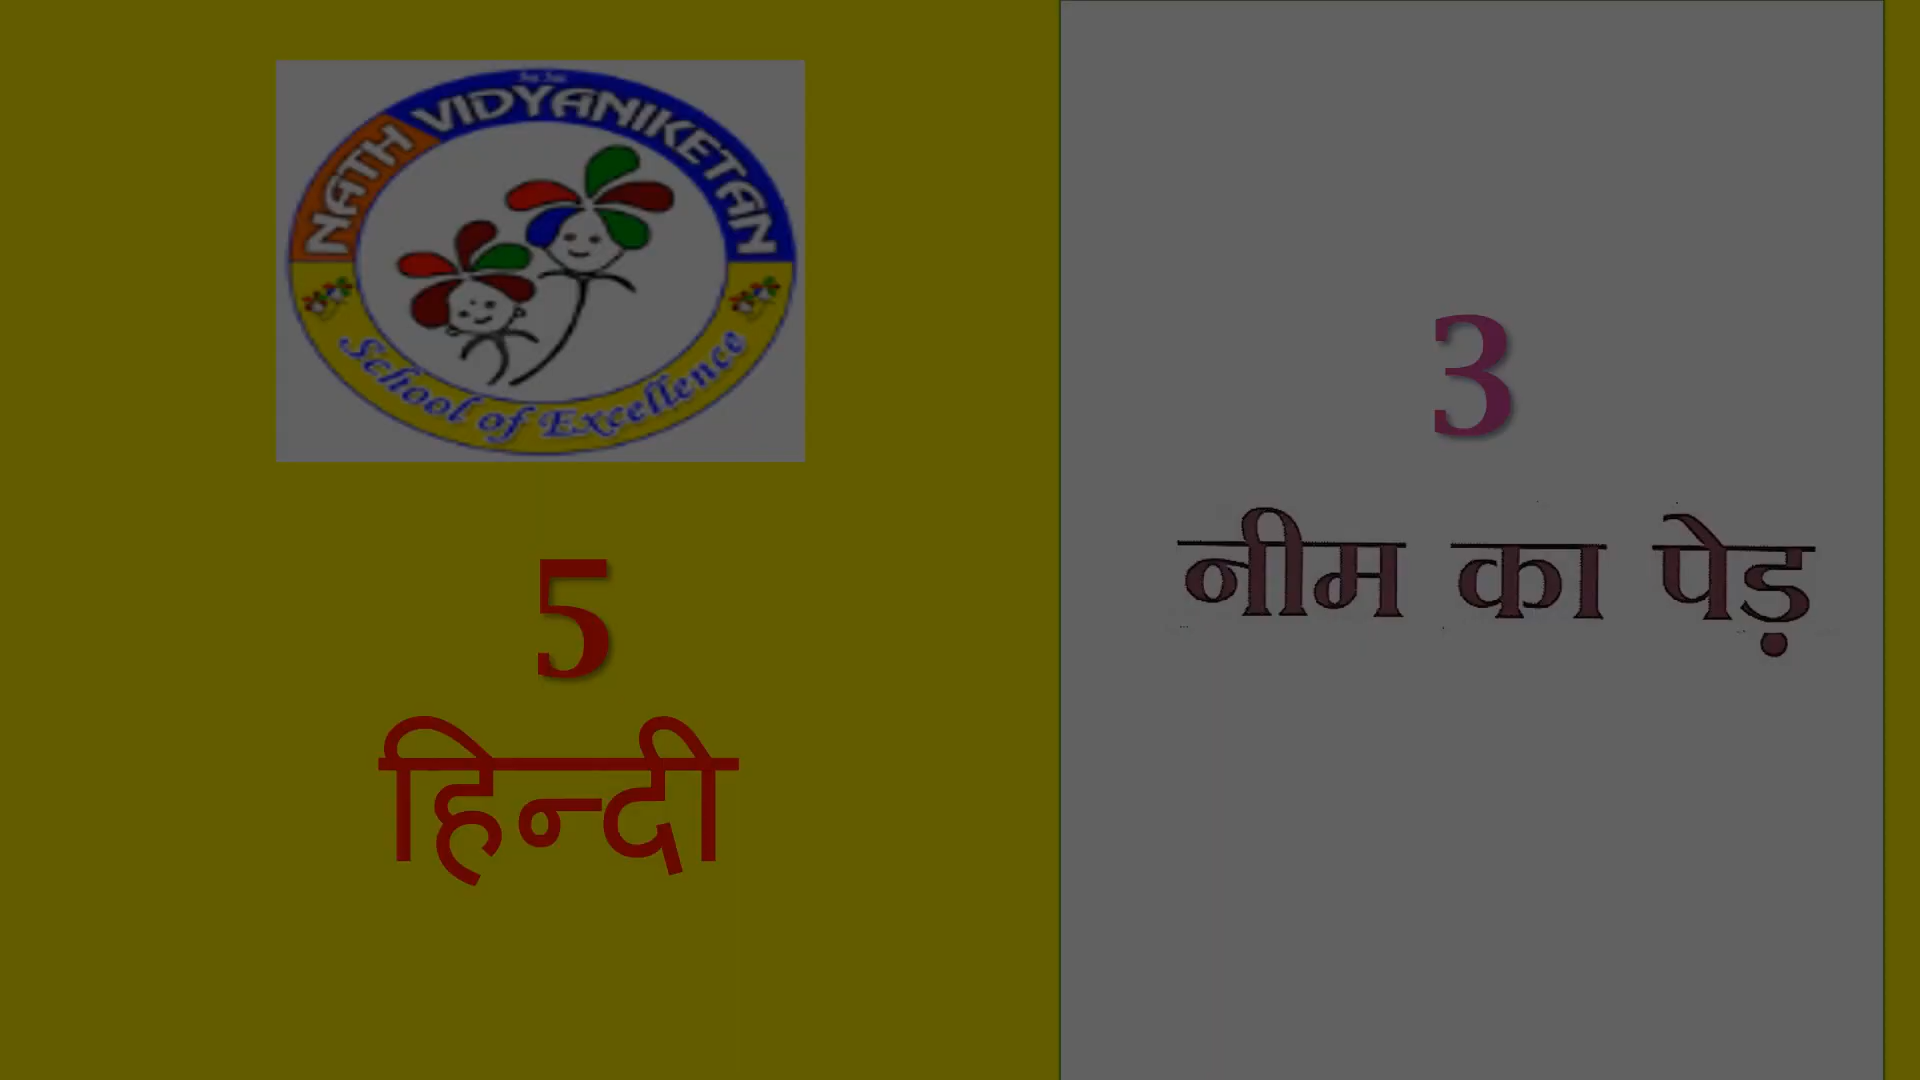 NATH VIDYANIKETAN
School of Excellence
5
हिन्दी
3
नीम का पेड़